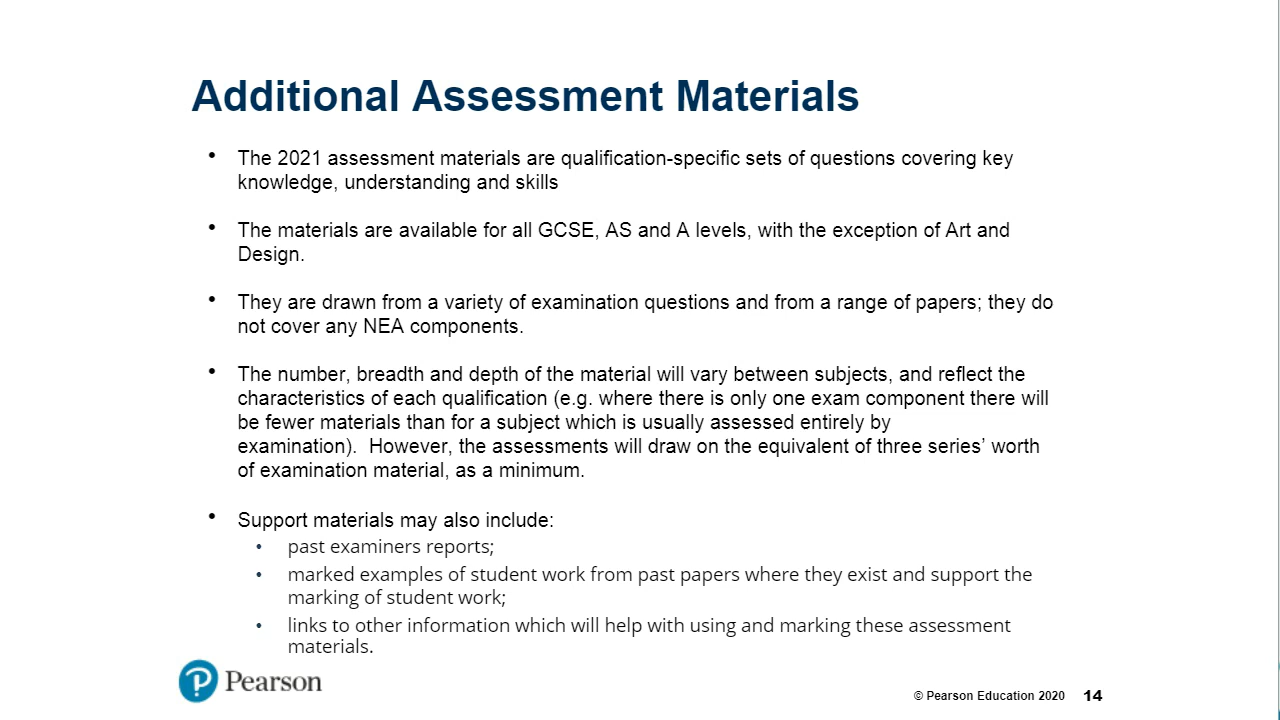 Additional Assessment Materials
• The 2021 assessment materials are qualification-specific sets of questions covering key
knowledge, understanding and skills
• The materials are available for all GCSE, AS and A levels, with the exception of Art and
Design.
• They are drawn from a variety of examination questions and from a range of papers; they do
not cover any NEA components.
• The number, breadth and depth of the material will vary between subjects, and reflect the
characteristics of each qualification (e.g. where there is only one exam component there will
be fewer materials than for a subject which is usually assessed entirely by
examination).  However, the assessments will draw on the equivalent of three series’ worth
of examination material, as a minimum.
• Support materials may also include:
• past examiners reports;
• marked examples of student work from past papers where they exist and support the
marking of student work;
• links to other information which will help with using and marking these assessment
materials.
Pearson
© Pearson Education 2020 14